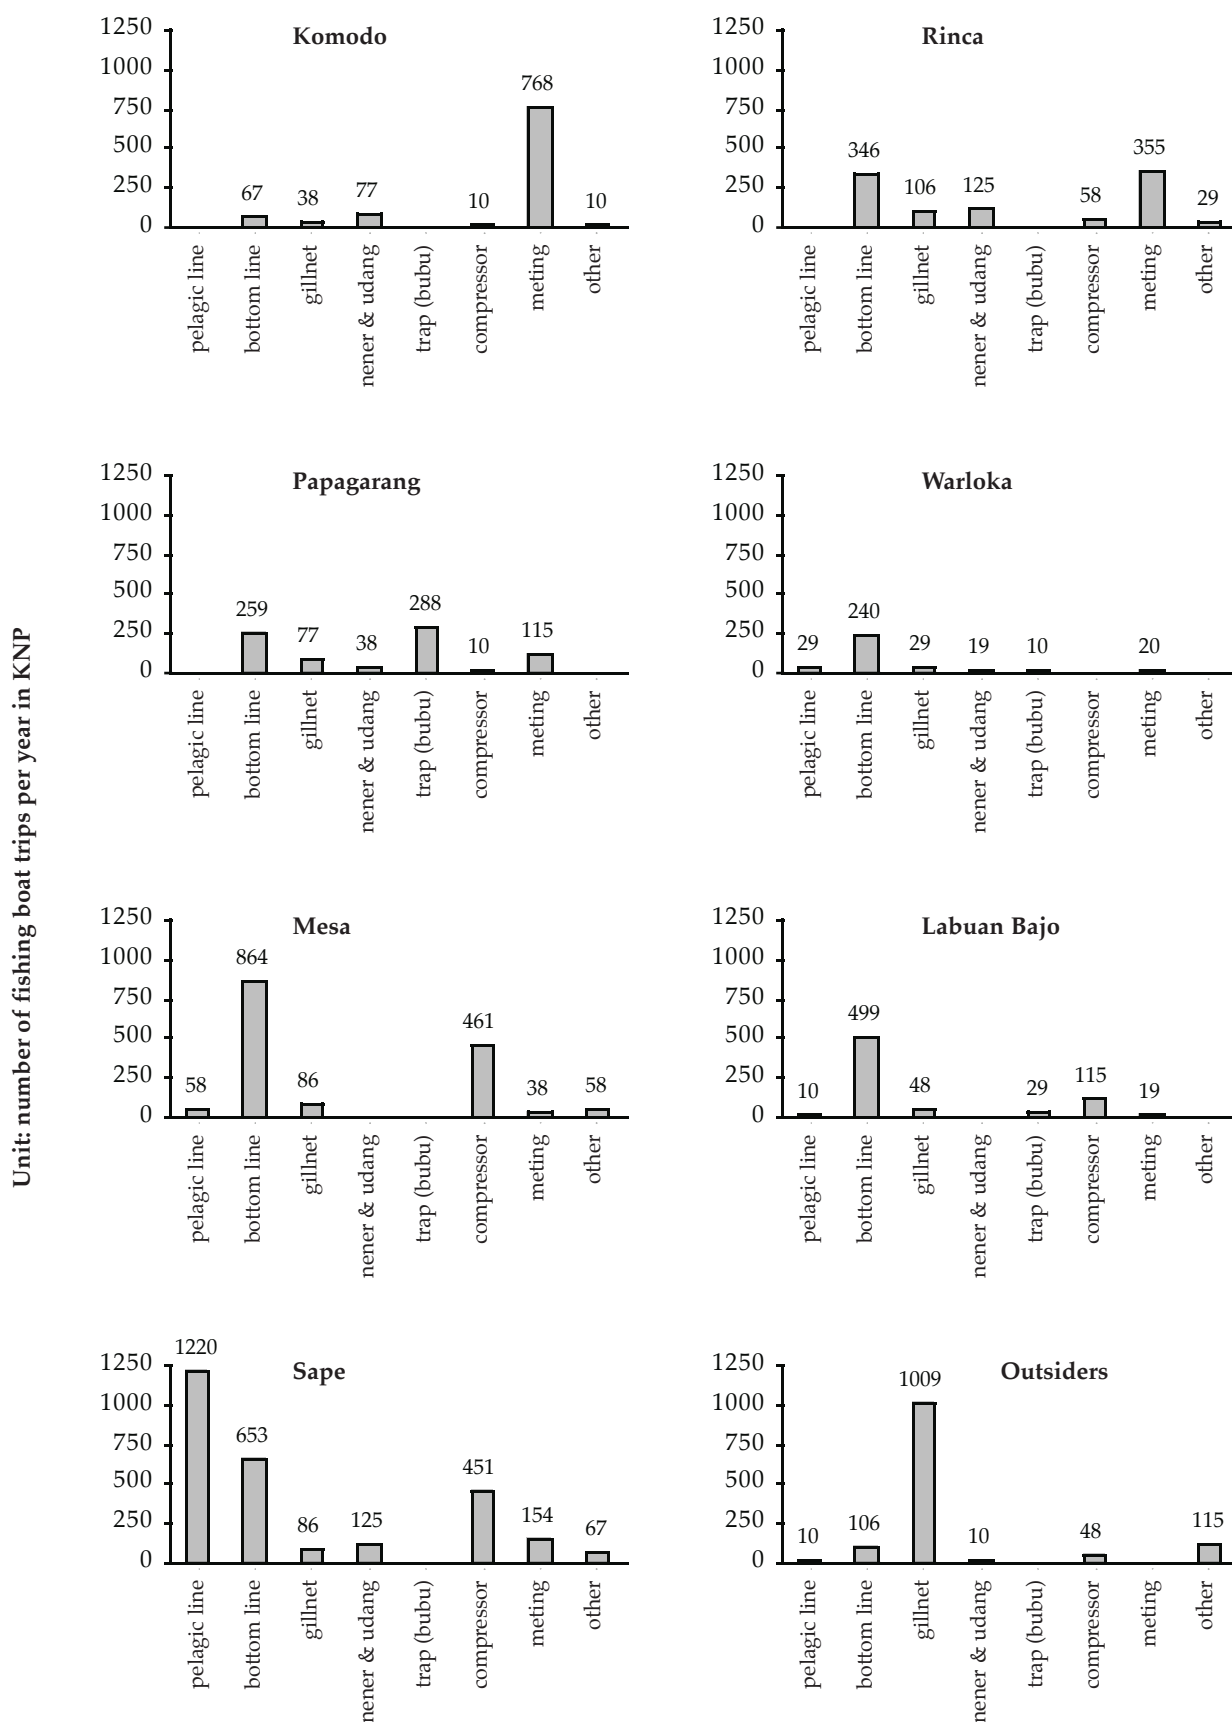 Unit: number of fishing boat trips per year in KNP
Komodo
1250
1000
750
500
250
0
67
38
77
10
768
10
pelagic line
bottom line
gillnet
nener & udang
trap (bubu)
compressor
meting
other
Rinca
1250
1000
750
500
250
0
346
106
125
58
355
29
pelagic line
bottom line
gillnet
nener & udang
trap (bubu)
compressor
meting
other
Papagarang
1250
1000
750
500
250
0
259
77
38
288
10
115
pelagic line
bottom line
gillnet
nener & udang
trap (bubu)
compressor
meting
other
Warloka
1250
1000
750
500
250
0
29
240
29
19
10
20
pelagic line
bottom line
gillnet
nener & udang
trap (bubu)
compressor
meting
other
Mesa
1250
1000
750
500
250
0
58
864
86
461
38
58
pelagic line
bottom line
gillnet
nener & udang
trap (bubu)
compressor
meting
other
Labuan Bajo
1250
1000
750
500
250
0
10
499
48
29
115
19
pelagic line
bottom line
gillnet
nener & udang
trap (bubu)
compressor
meting
other
Sape
1250
1000
750
500
250
0
1220
653
86
125
451
154
67
pelagic line
bottom line
gillnet
nener & udang
trap (bubu)
compressor
meting
other
Outsiders
1250
1000
750
500
250
0
10
106
1009
10
48
115
pelagic line
bottom line
gillnet
nener & udang
trap (bubu)
compressor
meting
other